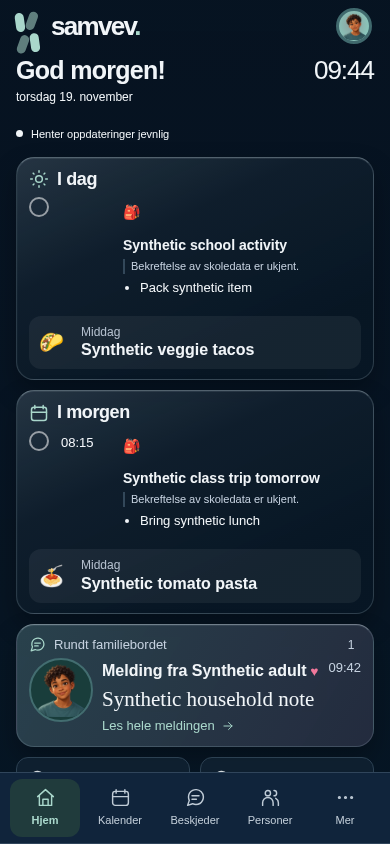 samvev.
God morgen!
09:44
torsdag 19. november
Henter oppdateringer jevnlig
I dag
Synthetic school activity
Bekreftelse av skoledata er ukjent.
• Pack synthetic item
Middag
Synthetic veggie tacos
I morgen
08:15
Synthetic class trip tomorrow
Bekreftelse av skoledata er ukjent.
• Bring synthetic lunch
Middag
Synthetic tomato pasta
Rundt familiebordet
1
Melding fra Synthetic adult ♥
09:42
Synthetic household note
Les hele meldingen →
Hjem
Kalender
Beskjeder
Personer
Mer